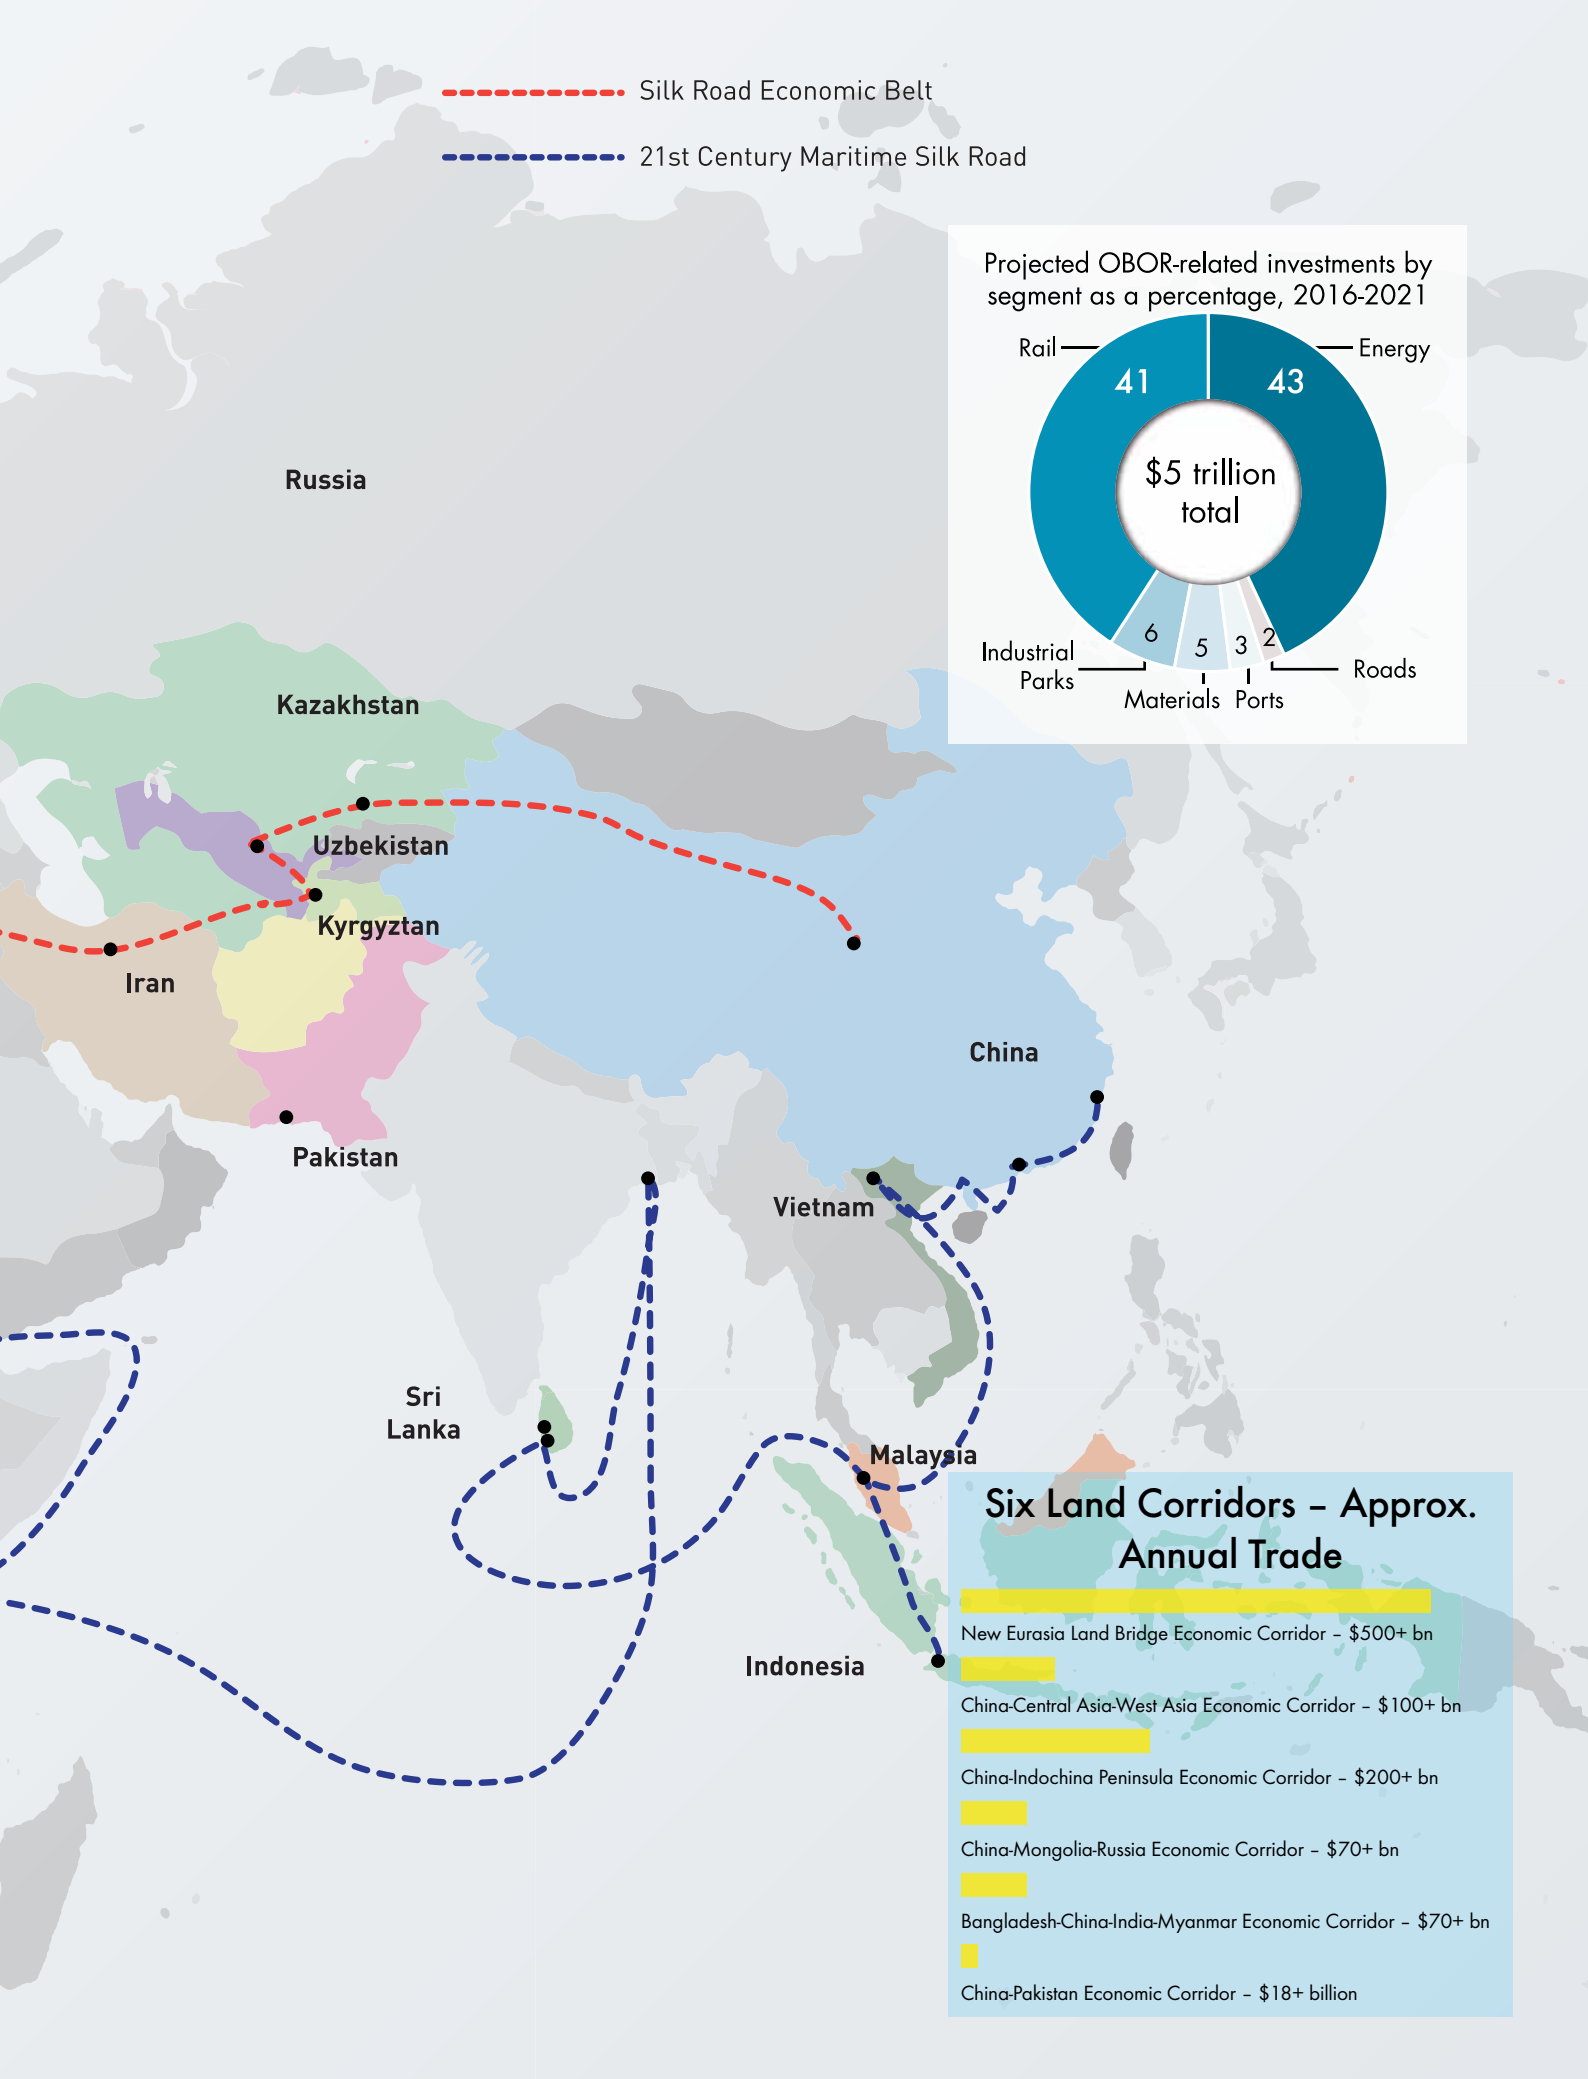 Silk Road Economic Belt
21st Century Maritime Silk Road
Projected OBOR-related investments by
segment as a percentage, 2016-2021
Rail
Energy
41
43
$5 trillion
total
6
5
3
2
Industrial
Parks
Materials
Ports
Roads
Russia
Kazakhstan
Uzbekistan
Kyrgyztan
Iran
China
Pakistan
Vietnam
Sri
Lanka
Malaysia
Indonesia
Six Land Corridors – Approx.
Annual Trade
New Eurasia Land Bridge Economic Corridor – $500+ bn
China-Central Asia-West Asia Economic Corridor – $100+ bn
China-Indochina Peninsula Economic Corridor – $200+ bn
China-Mongolia-Russia Economic Corridor – $70+ bn
Bangladesh-China-India-Myanmar Economic Corridor – $70+ bn
China-Pakistan Economic Corridor – $18+ billion